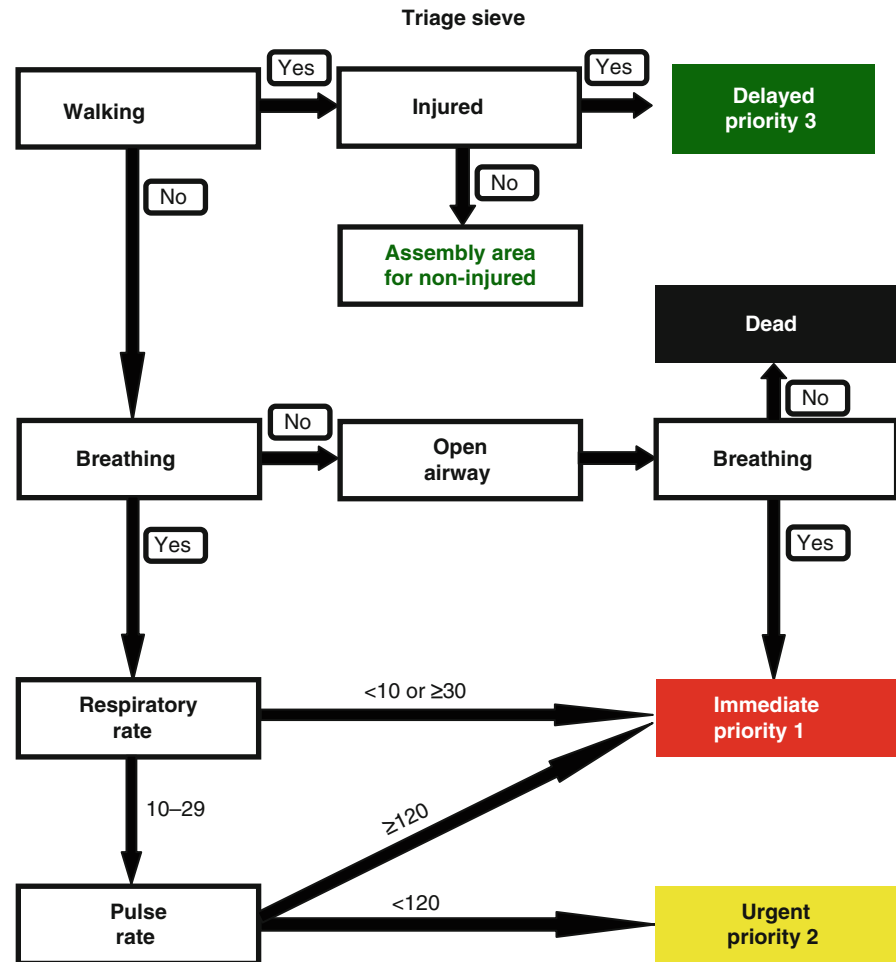 Triage sieve
Walking
Yes
Injured
Yes
Delayed
priority 3
No
No
Assembly area
for non-injured
Dead
No
Breathing
No
Open
airway
Breathing
Yes
Yes
Respiratory
rate
<10 or ≥30
Immediate
priority 1
10–29
≥120
Pulse
rate
<120
Urgent
priority 2